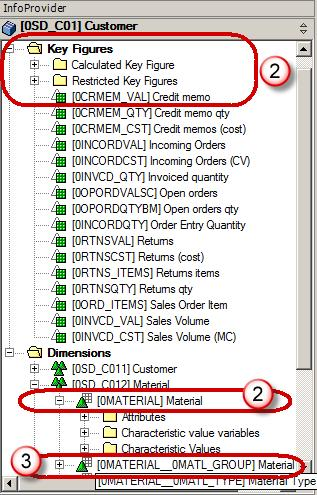 InfoProvider
[0SD_C01] Customer
Key Figures
Calculated Key Figure
2
Restricted Key Figures
[0CRMEM_VAL] Credit memo
[0CRMEM_QTY] Credit memo qty
[0CRMEM_CST] Credit memos (cost)
[0INCORDVAL] Incoming Orders
[0INCORDCST] Incoming Orders (CV)
[0INVCD_QTY] Invoiced quantity
[0OPORDVALSC] Open orders
[0OPORDQTYBM] Open orders qty
[0INCORDQTY] Order Entry Quantity
[0RTNSVAL] Returns
[0RTNSCST] Returns (cost)
[0RTNS_ITEMS] Returns items
[0RTNSQTY] Returns qty
[0ORD_ITEMS] Sales Order Item
[0INVCD_VAL] Sales Volume
[0INVCD_CST] Sales Volume (MC)
Dimensions
[0SD_C011] Customer
[0SD_C012] Material
2
[0MATERIAL] Material
Attributes
Characteristic value variables
Characteristic Values
3
[0MATERIAL__0MATL_GROUP] Material
[0MATERIAL__0MATL_TYPE] Material Type